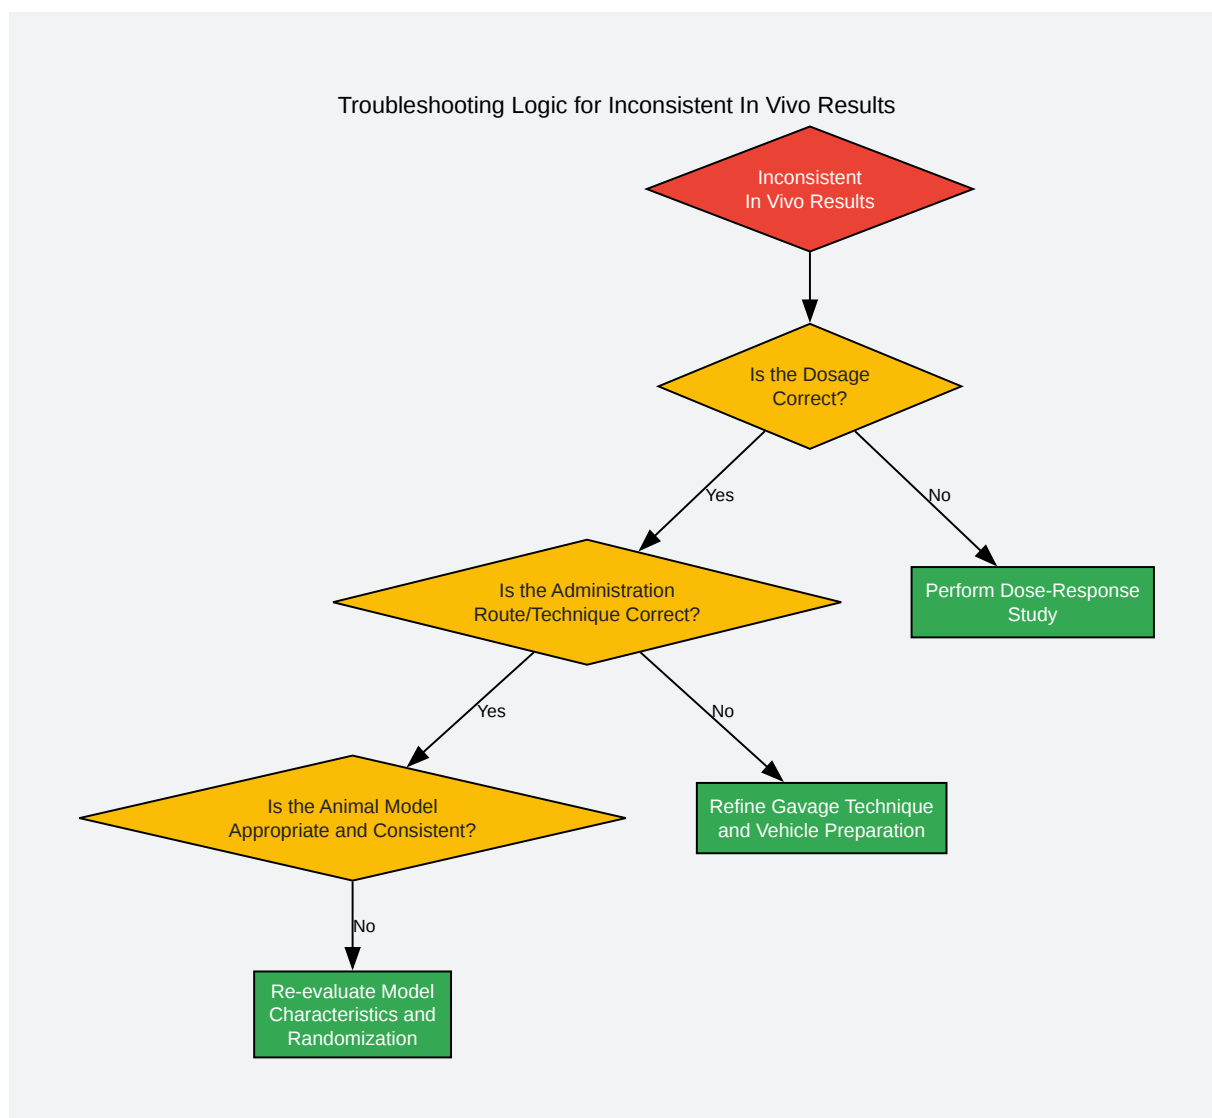 Troubleshooting Logic for Inconsistent In Vivo Results
Inconsistent
In Vivo Results
Is the Dosage
Correct?
Yes
No
Is the Administration
Route/Technique Correct?
Perform Dose-Response
Study
Yes
No
Is the Animal Model
Appropriate and Consistent?
Refine Gavage Technique
and Vehicle Preparation
No
Re-evaluate Model
Characteristics and
Randomization